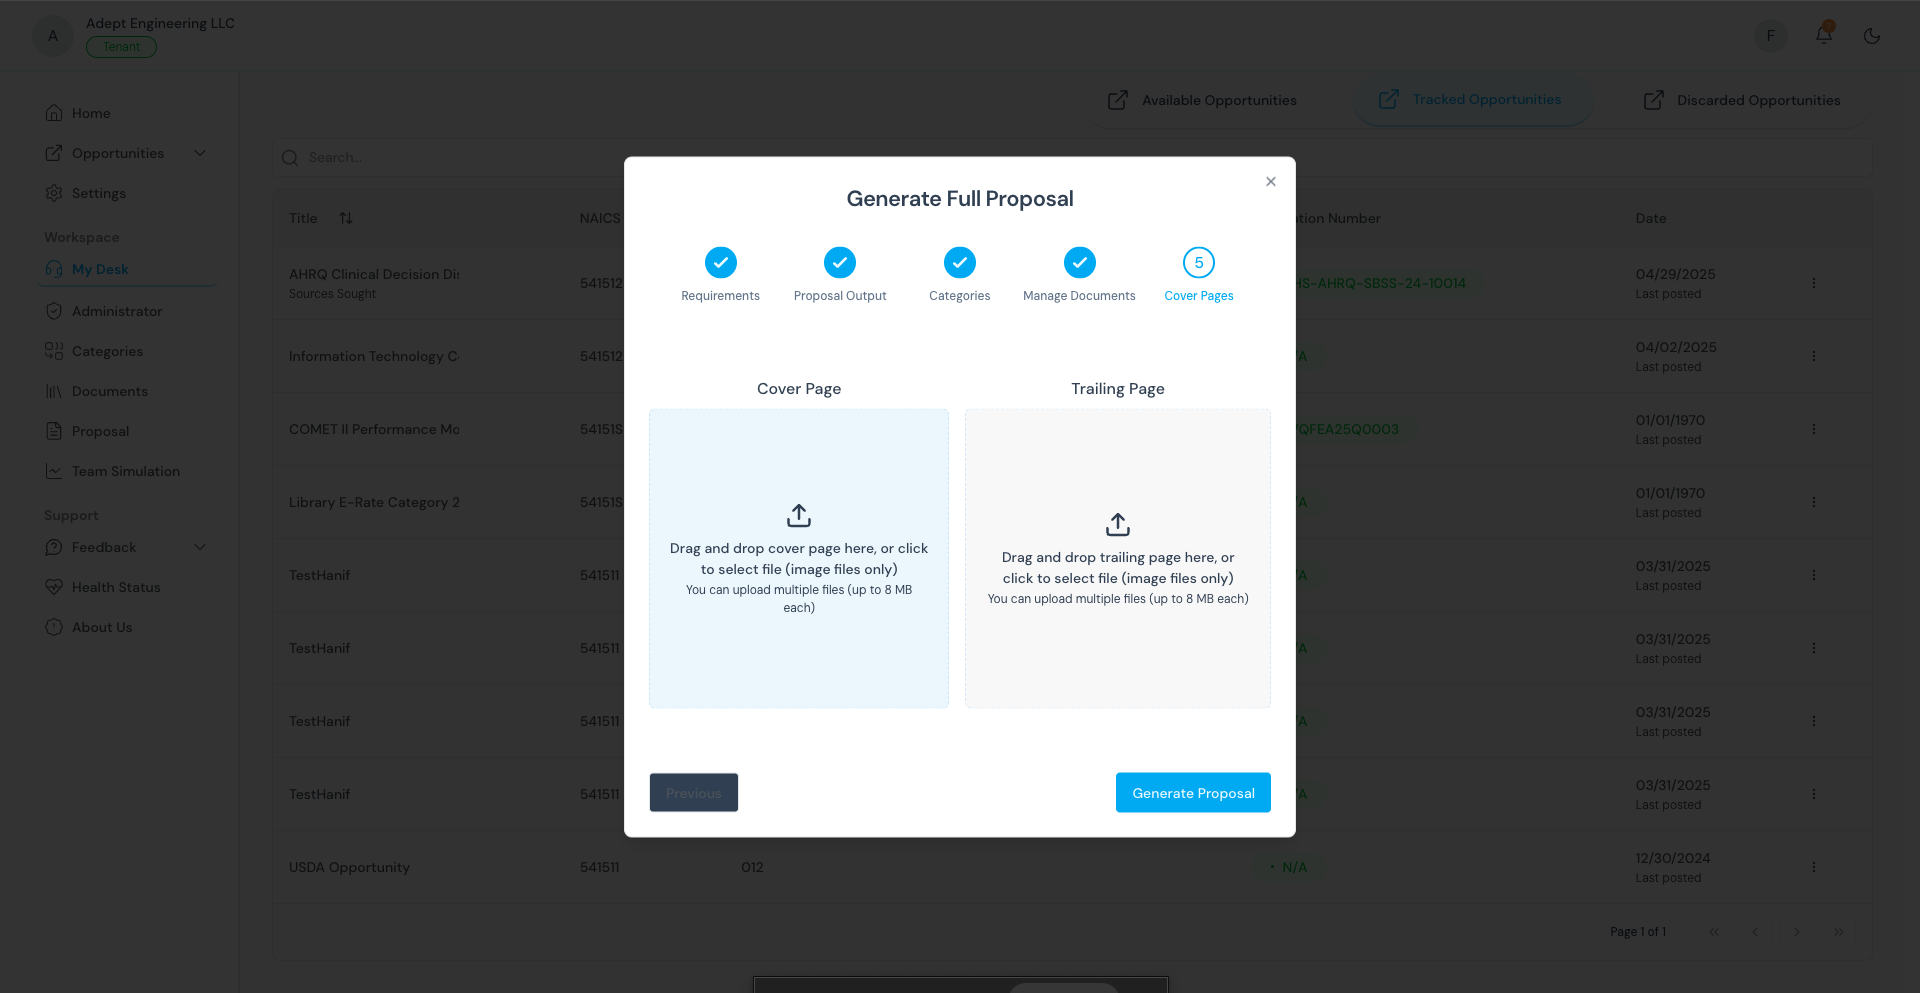 A
Adept Engineering LLC
Tenant
F
Home
Opportunities
Settings
Workspace
My Desk
Administrator
Categories
Documents
Proposal
Team Simulation
Support
Feedback
Health Status
About Us
Available Opportunities
Tracked Opportunities
Discarded Opportunities
Search...
Title
NAICS
tion Number
Date
AHRQ Clinical Decision Di
Sources Sought
541512
HS-AHRQ-SBSS-24-10014
04/29/2025
Last posted
Information Technology C
541512
/A
04/02/2025
Last posted
COMET II Performance Mo
54151S
QFEA25Q0003
01/01/1970
Last posted
Library E-Rate Category 2
54151S
/A
01/01/1970
Last posted
TestHanif
541511
/A
03/31/2025
Last posted
TestHanif
541511
/A
03/31/2025
Last posted
TestHanif
541511
/A
03/31/2025
Last posted
TestHanif
541511
/A
03/31/2025
Last posted
USDA Opportunity
541511
012
• N/A
12/30/2024
Last posted
Page 1 of 1
Generate Full Proposal
Requirements
Proposal Output
Categories
Manage Documents
5
Cover Pages
Cover Page
Drag and drop cover page here, or click
to select file (image files only)
You can upload multiple files (up to 8 MB
each)
Trailing Page
Drag and drop trailing page here, or
click to select file (image files only)
You can upload multiple files (up to 8 MB each)
Previous
Generate Proposal